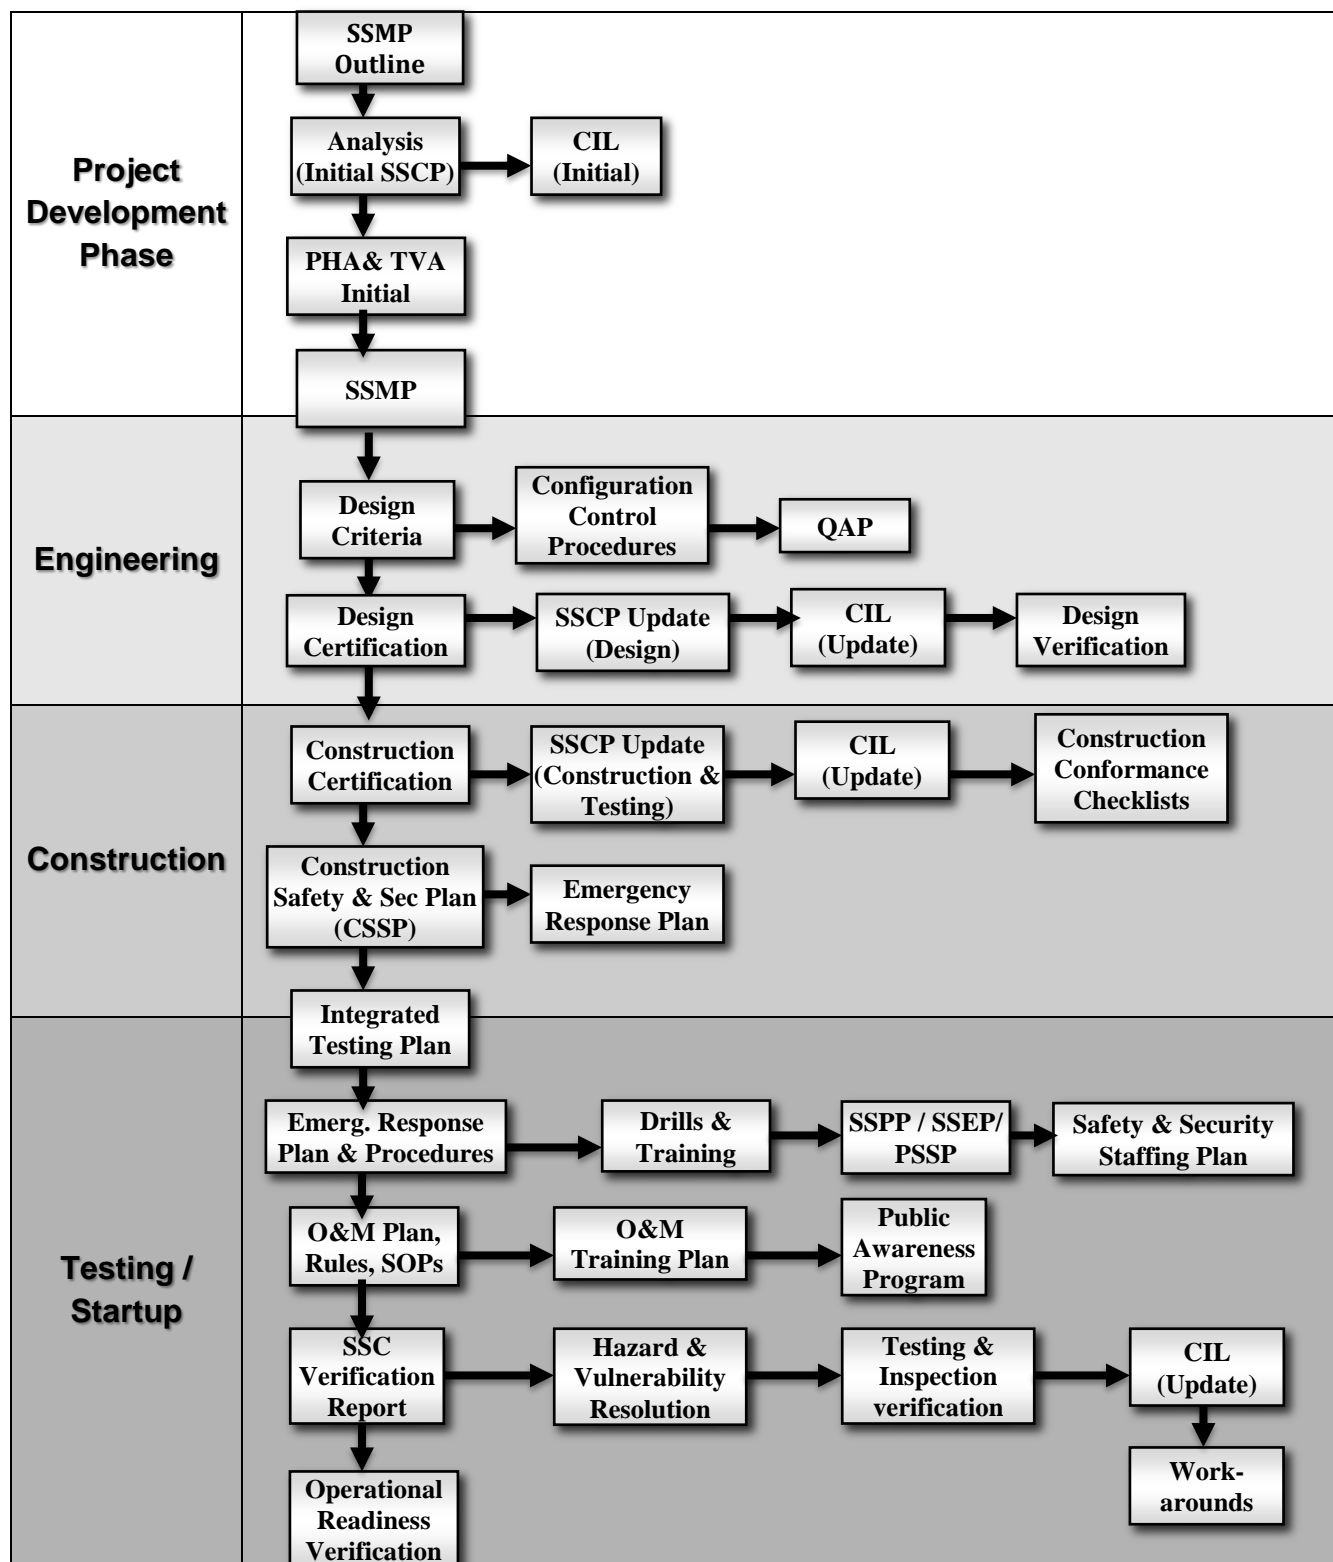 SSMP
Outline
Project
Development
Phase
Analysis
(Initial SSCP)
CIL
(Initial)
PHA& TVA
Initial
SSMP
Engineering
Design
Criteria
Configuration
Control
Procedures
QAP
Design
Certification
SSCP Update
(Design)
CIL
(Update)
Design
Verification
Construction
Construction
Certification
SSCP Update
(Construction &
Testing)
CIL
(Update)
Construction
Conformance
Checklists
Construction
Safety & Sec Plan
(CSSP)
Emergency
Response Plan
Integrated
Testing Plan
Testing /
Startup
Emerg. Response
Plan & Procedures
Drills &
Training
SSPP / SSEP/
PSSP
Safety & Security
Staffing Plan
O&M Plan,
Rules, SOPs
O&M
Training Plan
Public
Awareness
Program
SSC
Verification
Report
Hazard &
Vulnerability
Resolution
Testing &
Inspection
verification
CIL
(Update)
Work-
arounds
Operational
Readiness
Verification